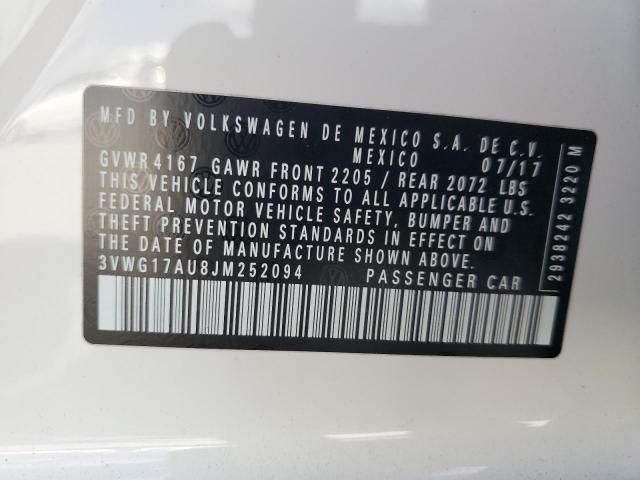 MFD BY VOLKSWAGEN DE MEXICO S.A. DE C.V.
MEXICO 07/17
GVWR 4167 GAWR FRONT 2205 / REAR 2072 LBS
THIS VEHICLE CONFORMS TO ALL APPLICABLE U.S.
FEDERAL MOTOR VEHICLE SAFETY, BUMPER AND
THEFT PREVENTION STANDARDS IN EFFECT ON
THE DATE OF MANUFACTURE SHOWN ABOVE.
3VWG17AU8JM252094 PASSENGER CAR
2938242 3220 M